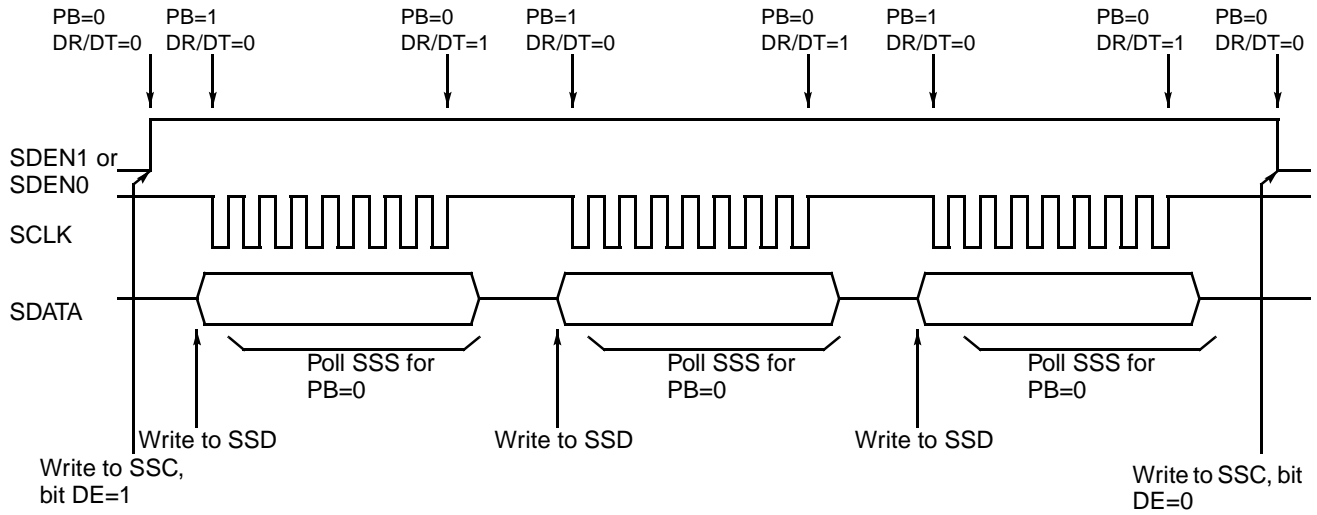 PB=0 PB=1 PB=0 PB=1 PB=0 PB=1 PB=0 PB=0
DR/DT=0 DR/DT=0 DR/DT=1 DR/DT=0 DR/DT=1 DR/DT=0 DR/DT=1 DR/DT=0
SDEN1 or
SDEN0
SCLK
SDATA
Poll SSS for Poll SSS for Poll SSS for
PB=0 PB=0 PB=0
Write to SSD Write to SSD Write to SSD
Write to SSC,
bit DE=1
Write to SSC, bit
DE=0